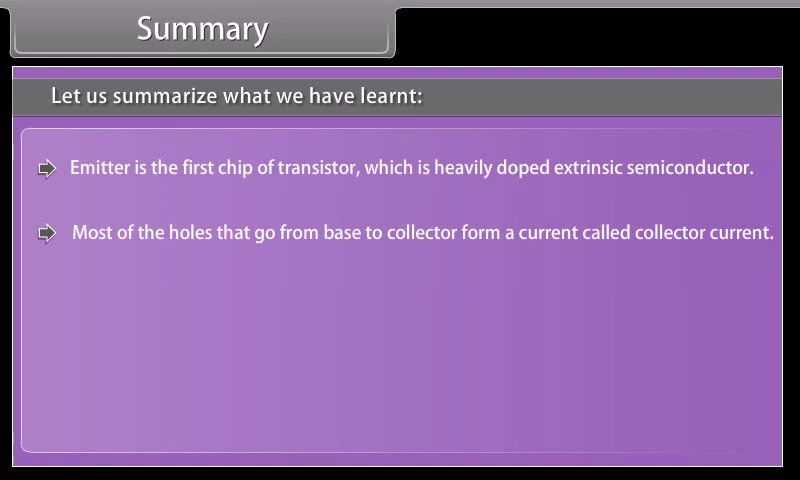 Summary
Let us summarize what we have learnt:
Emitter is the first chip of transistor, which is heavily doped extrinsic semiconductor.
Most of the holes that go from base to collector form a current called collector current.